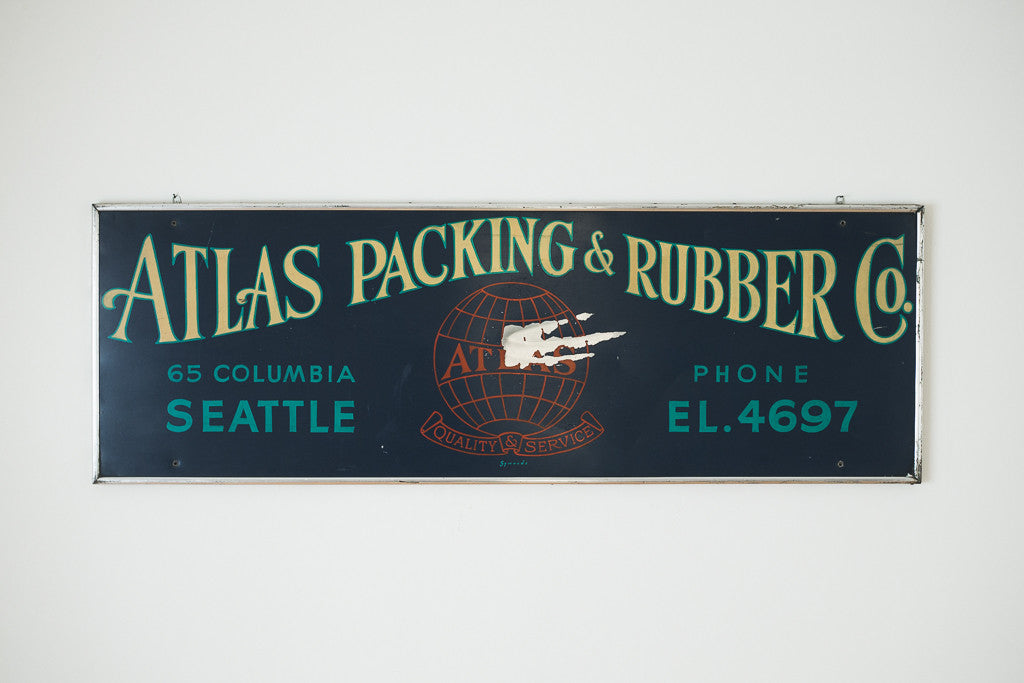 ATLAS PACKING & RUBBER CO.
65 COLUMBIA
SEATTLE
ATLAS
QUALITY & SERVICE
PHONE
EL.4697